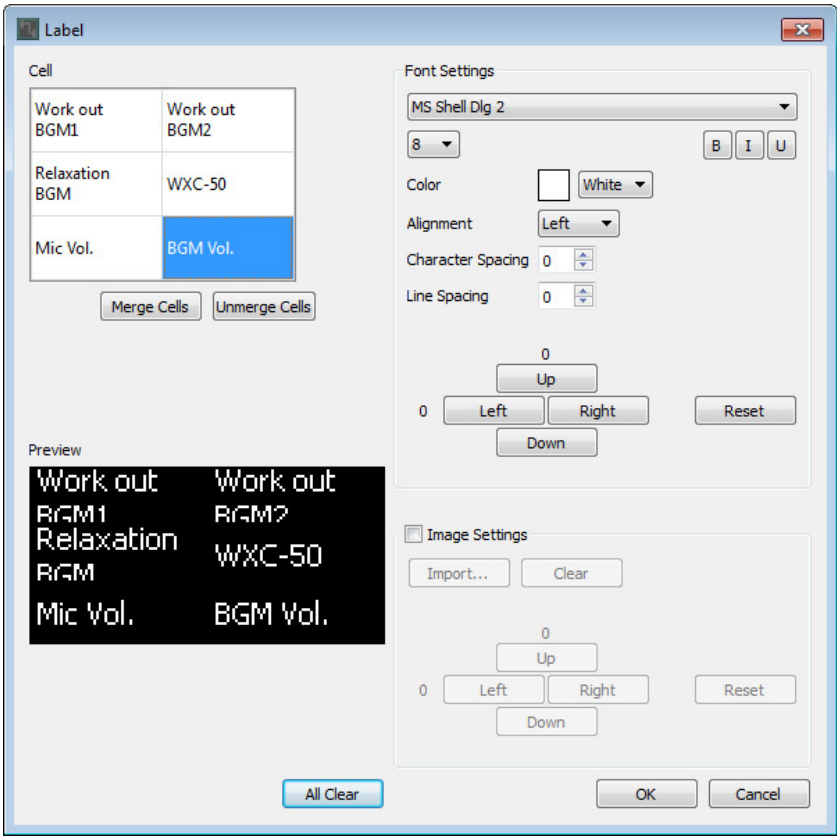 Label
Cell
Work out
BGM1
Work out
BGM2
Relaxation
BGM
WXC-50
Mic Vol.
BGM Vol.
Merge Cells
Unmerge Cells
Preview
Work out
BGM1
Work out
BGM2
Relaxation
BGM
WXC-50
Mic Vol.
BGM Vol.
Font Settings
MS Shell Dlg 2
8
B I U
Color White
Alignment Left
Character Spacing 0
Line Spacing 0
0
Up
0 Left Right Reset
Down
Image Settings
Import... Clear
0
Up
0 Left Right Reset
Down
All Clear
OK Cancel